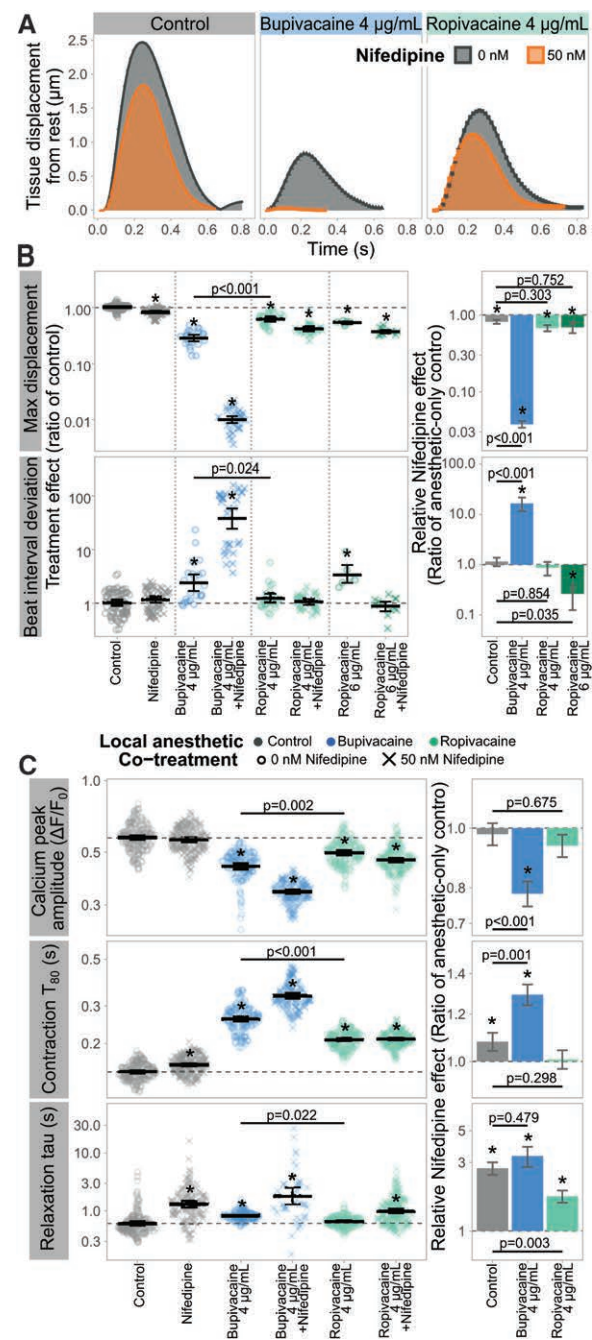 A
Control
Bupivacaine 4 µg/mL
Ropivacaine 4 µg/mL
Nifedipine
0 nM
50 nM
Tissue displacement
from rest (µm)
2.5
2.0
1.5
1.0
0.5
0.0
0 0.2 0.4 0.6 0.8
0 0.2 0.4 0.6 0.8
0 0.2 0.4 0.6 0.8
Time (s)
B
Max displacement
Beat interval deviation
Treatment effect (ratio of control)
1.00
0.10
0.01
p<0.001
* * * * * * *
100
10
1
p=0.024
* * *
Control
Nifedipine
Bupivacaine
4 µg/mL
Bupivacaine
4 µg/mL
+Nifedipine
Ropivacaine
4 µg/mL
Ropivacaine
4 µg/mL
+Nifedipine
Ropivacaine
6 µg/mL
Ropivacaine
6 µg/mL
+Nifedipine
Relative Nifedipine effect
(Ratio of anesthetic-only contro)
p=0.752
p=0.303
* * * *
1.00
0.30
0.10
0.03
p<0.001
100.0
10.0
1.0
0.1
p<0.001
* *
p=0.854
p=0.035
Control
Bupivacaine
4 µg/mL
Ropivacaine
4 µg/mL
Ropivacaine
6 µg/mL
Local anesthetic
Control
Bupivacaine
Ropivacaine
Co-treatment
0 nM Nifedipine
50 nM Nifedipine
C
Calcium peak
amplitude (ΔF/F0)
1.0
0.5
0.3
p=0.002
* * * *
Contraction T80 (s)
0.5
0.3
0.2
p<0.001
* * * * *
Relaxation tau (s)
30.0
10.0
3.0
1.0
0.3
p=0.022
* * * *
Control
Nifedipine
Bupivacaine
4 µg/mL
Bupivacaine
4 µg/mL
+Nifedipine
Ropivacaine
4 µg/mL
Ropivacaine
4 µg/mL
+Nifedipine
Relative Nifedipine effect (Ratio of anesthetic-only contro)
p=0.675
1.0
0.8
0.7
*
p<0.001
p=0.001
1.4
1.2
1.0
* *
p=0.298
p=0.479
5
3
1
* * *
p=0.003
Control
Bupivacaine
4 µg/mL
Ropivacaine
4 µg/mL